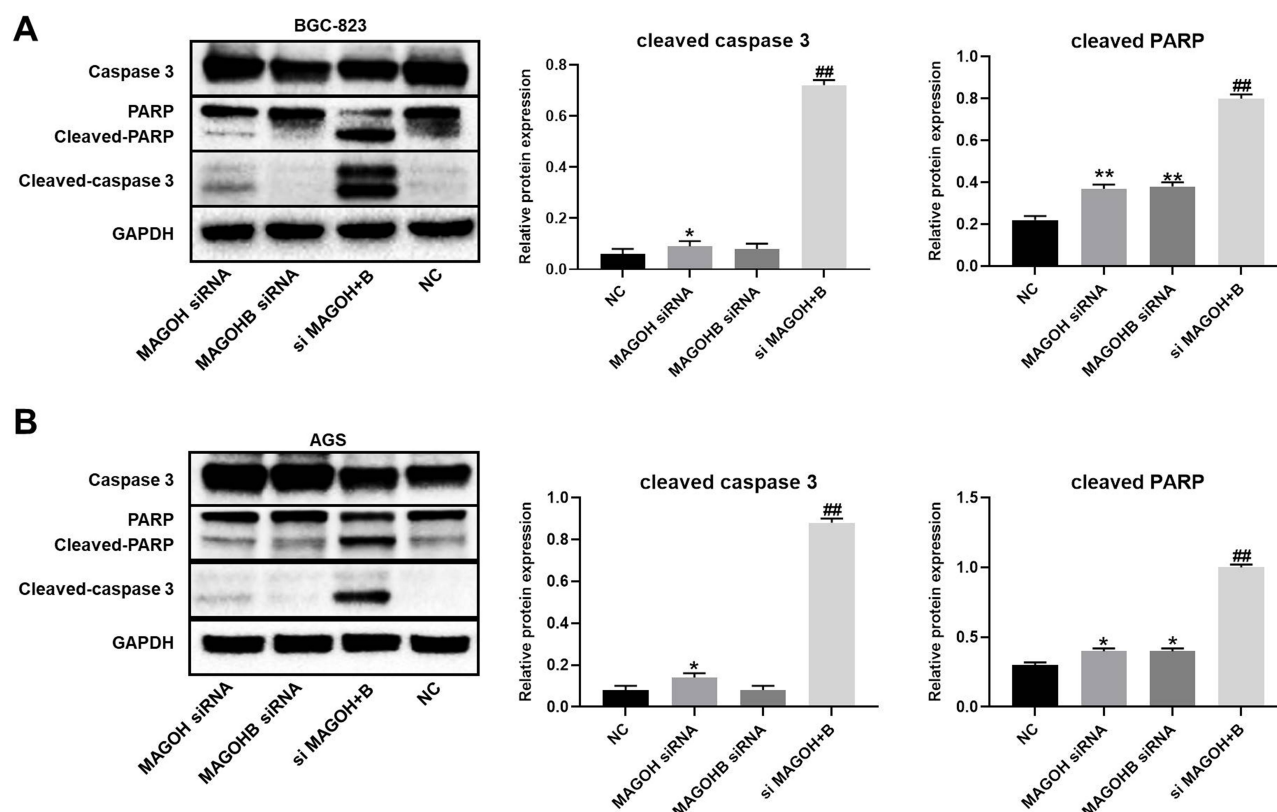 A
BGC-823
Caspase 3
PARP
Cleaved-PARP
Cleaved-caspase 3
GAPDH
MAGOH siRNA
MAGOHB siRNA
si MAGOH+B
NC
cleaved caspase 3
Relative protein expression
0.8
0.6
0.4
0.2
0.0
*
##
NC
MAGOH siRNA
MAGOHB siRNA
si MAGOH+B
cleaved PARP
Relative protein expression
1.0
0.8
0.6
0.4
0.2
0.0
**
**
##
NC
MAGOH siRNA
MAGOHB siRNA
si MAGOH+B
B
AGS
Caspase 3
PARP
Cleaved-PARP
Cleaved-caspase 3
GAPDH
MAGOH siRNA
MAGOHB siRNA
si MAGOH+B
NC
cleaved caspase 3
Relative protein expression
1.0
0.8
0.6
0.4
0.2
0.0
*
##
NC
MAGOH siRNA
MAGOHB siRNA
si MAGOH+B
cleaved PARP
Relative protein expression
1.5
1.0
0.5
0.0
*
*
##
NC
MAGOH siRNA
MAGOHB siRNA
si MAGOH+B